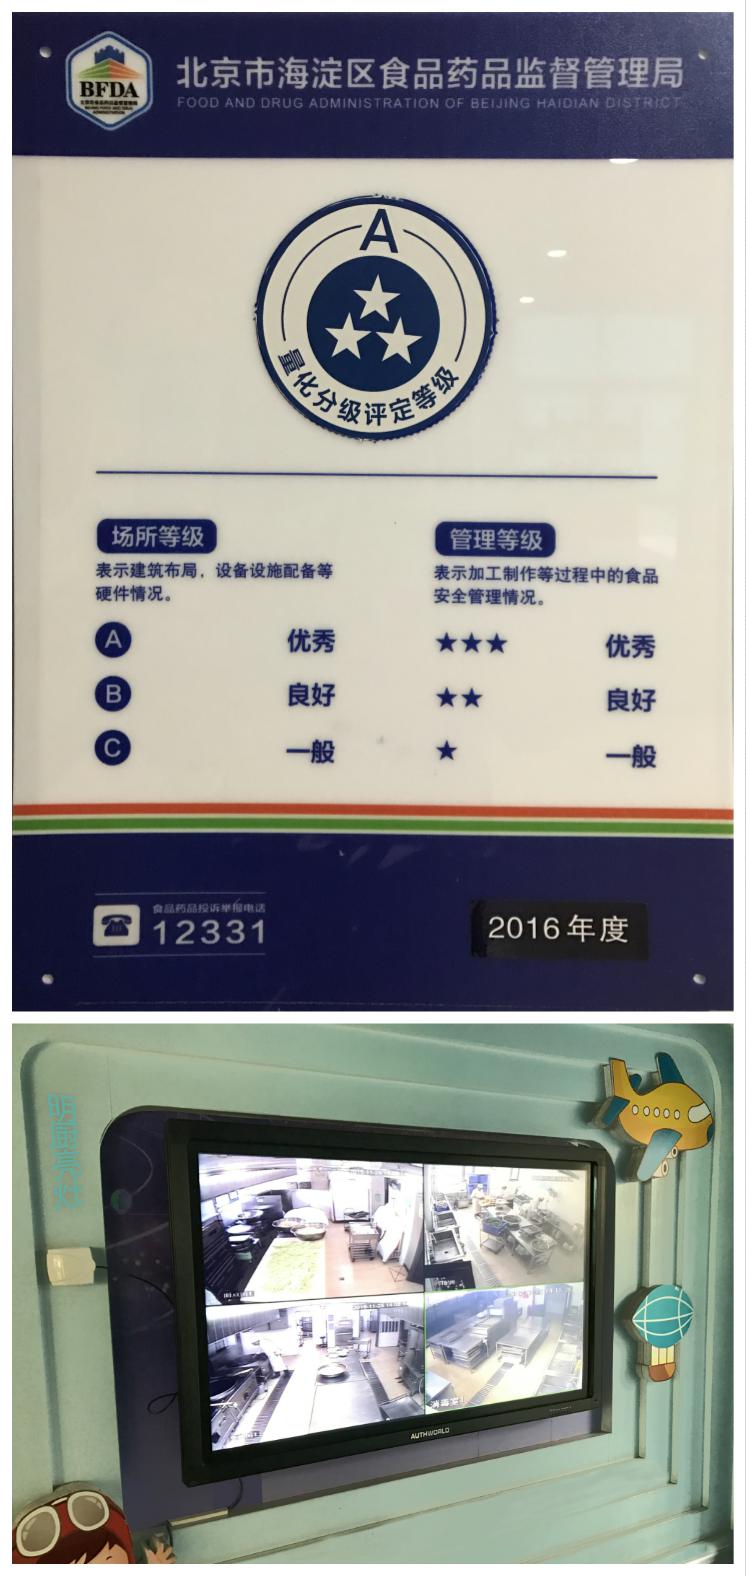 BFDA
北京市海淀区食品药品监督管理局
FOOD AND DRUG ADMINISTRATION OF BEIJING HAIDIAN DISTRICT
A
量化分级评定等级
场所等级
表示建筑布局，设备设施配备等
硬件情况。
A 优秀
B 良好
C 一般
管理等级
表示加工制作等过程中的食品
安全管理情况。
★★★ 优秀
★★ 良好
★ 一般
食品药品投诉举报电话
12331
2016年度
明厨亮灶
AUTHWORLD